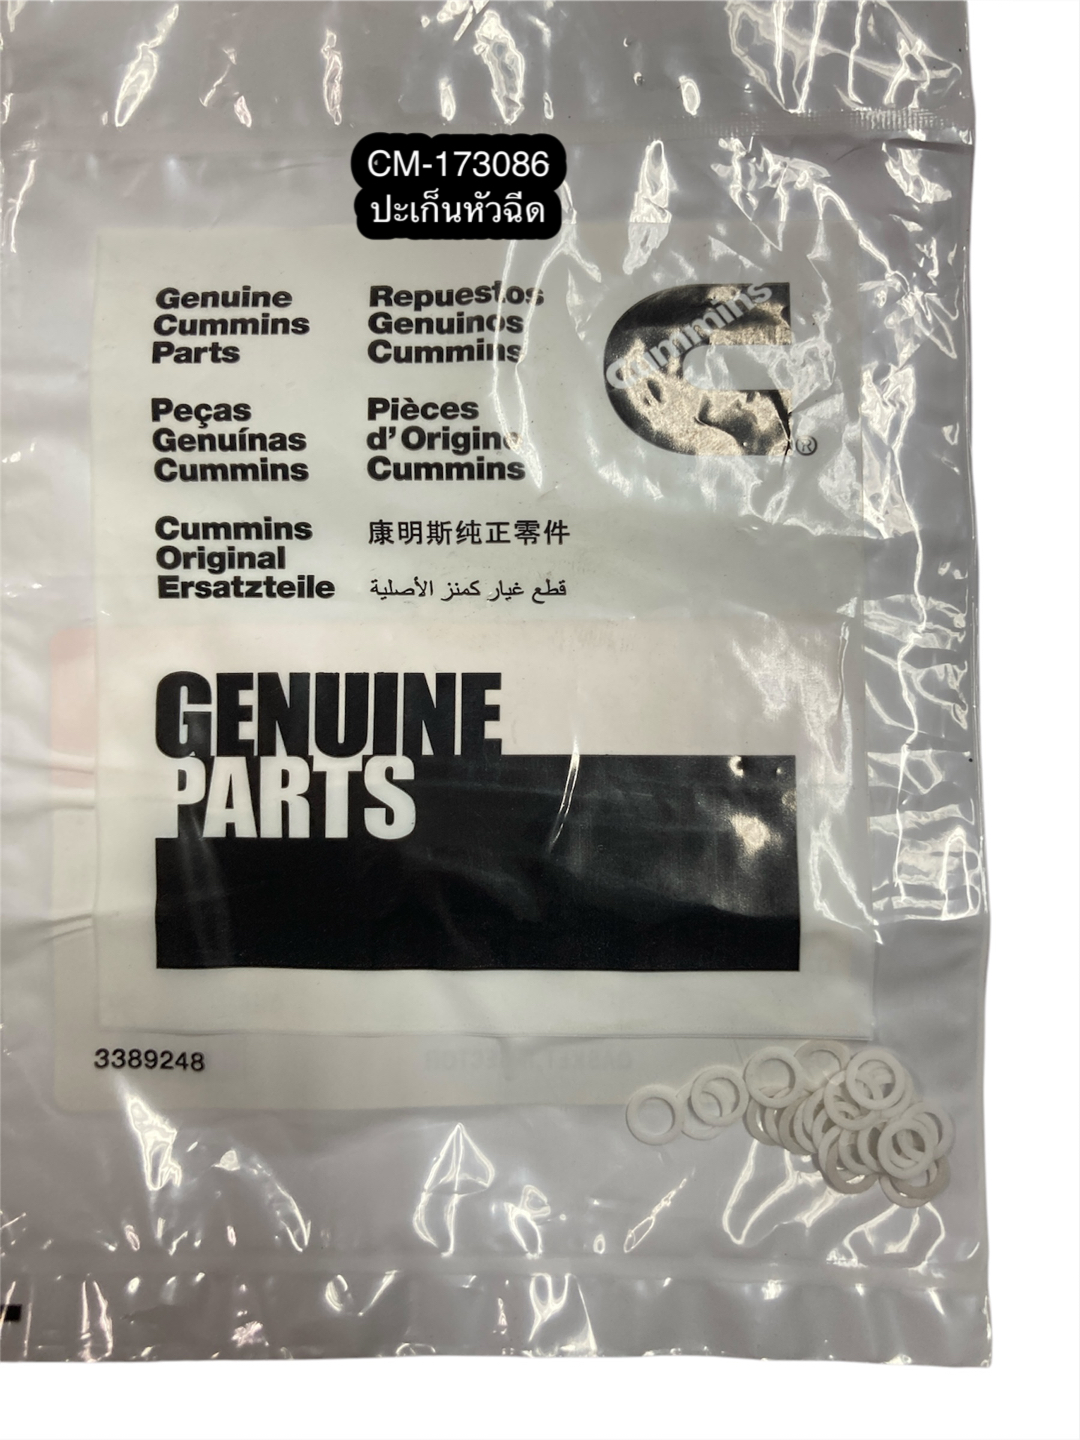 CM-173086
ปะเก็นหัวฉีด
Genuine
Cummins
Parts
Repuestos
Genuinos
Cummins
Cummins
®
Peças
Genuínas
Cummins
Pièces
d'Origine
Cummins
Cummins
Original
Ersatzteile
康明斯纯正零件
قطع غيار كمنز الأصلية
GENUINE
PARTS
3389248